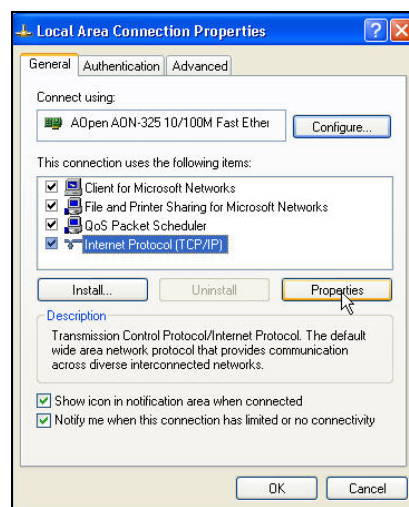 Local Area Connection Properties
General Authentication Advanced
Connect using:
AOpen AON-325 10/100M Fast Ether
Configure...
This connection uses the following items:
Client for Microsoft Networks
File and Printer Sharing for Microsoft Networks
QoS Packet Scheduler
Internet Protocol (TCP/IP)
Install... Uninstall Properties
Description
Transmission Control Protocol/Internet Protocol. The default
wide area network protocol that provides communication
across diverse interconnected networks.
Show icon in notification area when connected
Notify me when this connection has limited or no connectivity
OK Cancel